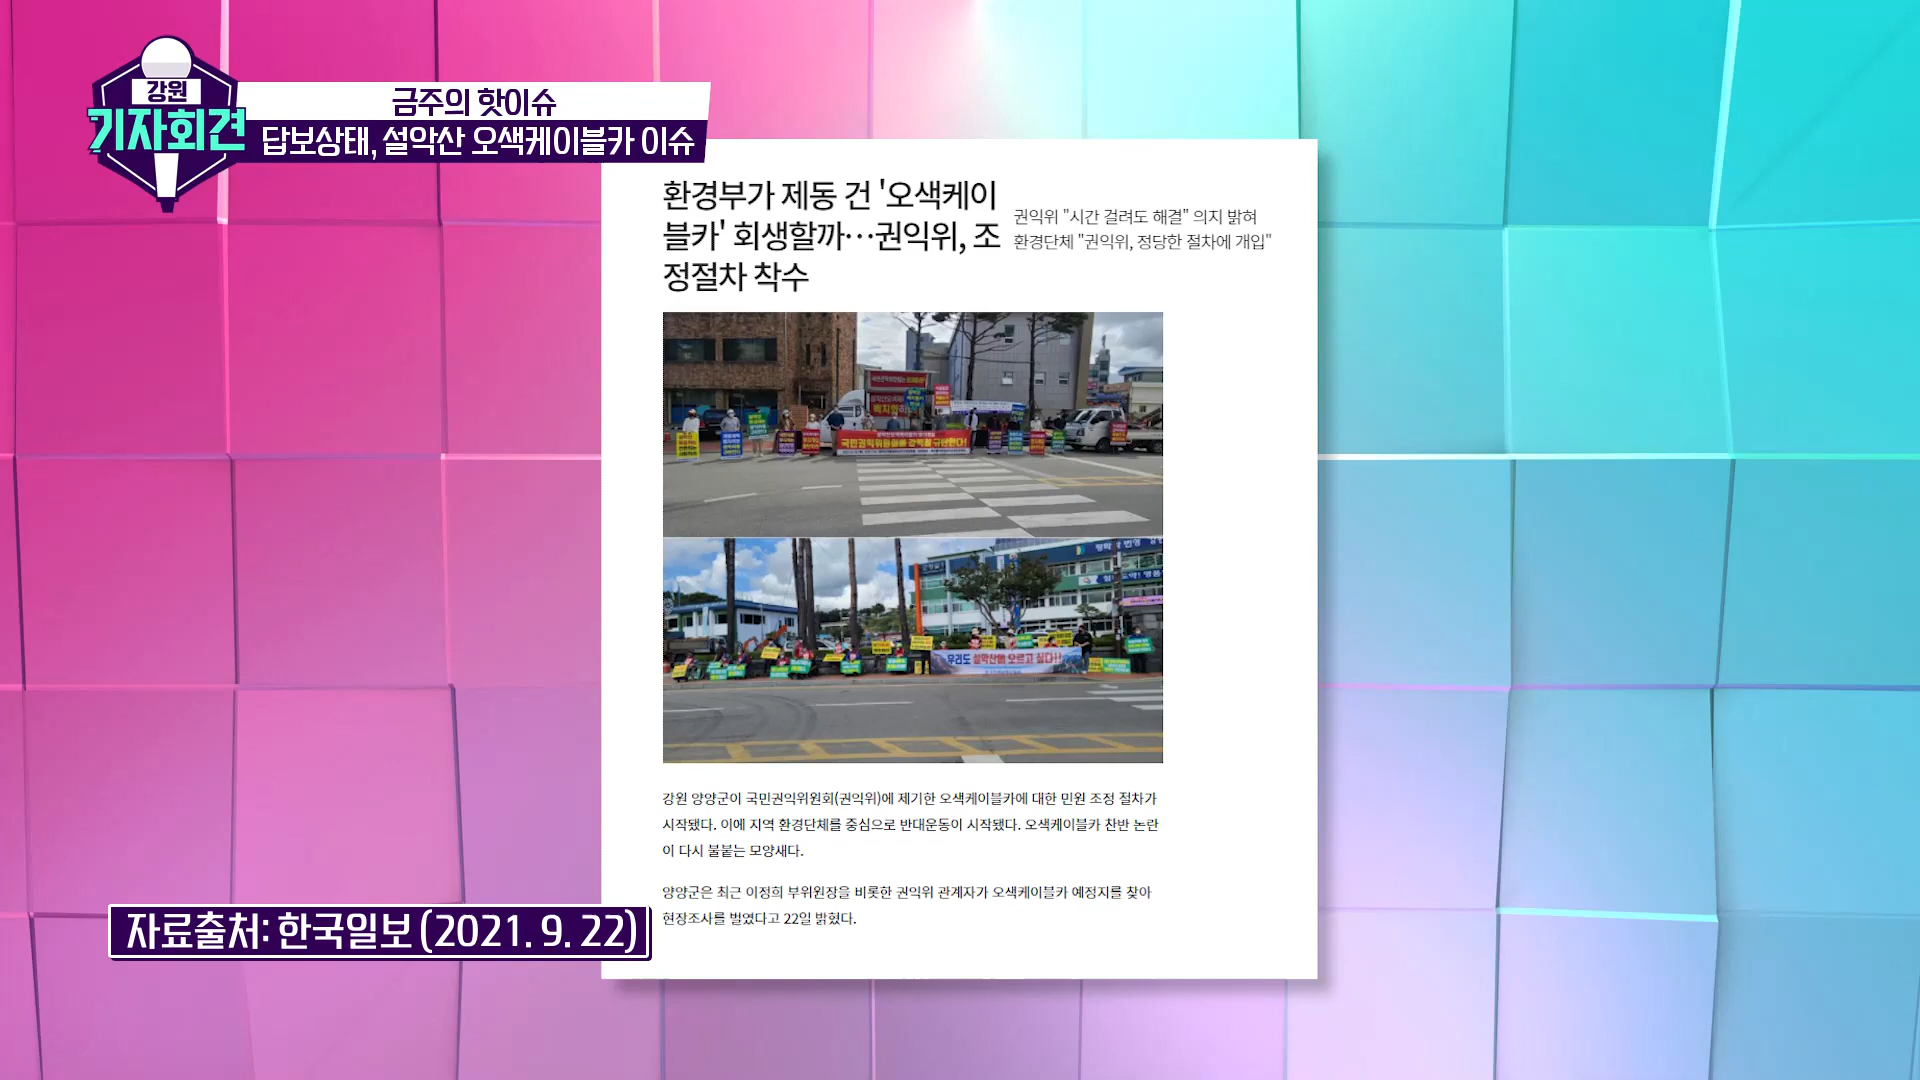 강원
기자회견
금주의 핫이슈
답보상태, 설악산 오색케이블카 이슈
환경부가 제동 건 '오색케이
블카' 회생할까…권익위, 조
정절차 착수
권익위 "시간 걸려도 해결" 의지 밝혀
환경단체 "권익위, 정당한 절차에 개입"
국민권익위원회를 강력히 규탄한다!
우리도 설악산에 오르고 싶다!!
강원 양양군이 국민권익위원회(권익위)에 제기한 오색케이블카에 대한 민원 조정 절차가
시작됐다. 이에 지역 환경단체를 중심으로 반대운동이 시작됐다. 오색케이블카 찬반 논란
이 다시 불붙는 모양새다.
양양군은 최근 이정희 부위원장을 비롯한 권익위 관계자가 오색케이블카 예정지를 찾아
현장조사를 벌였다고 22일 밝혔다.
자료출처: 한국일보 (2021. 9. 22)